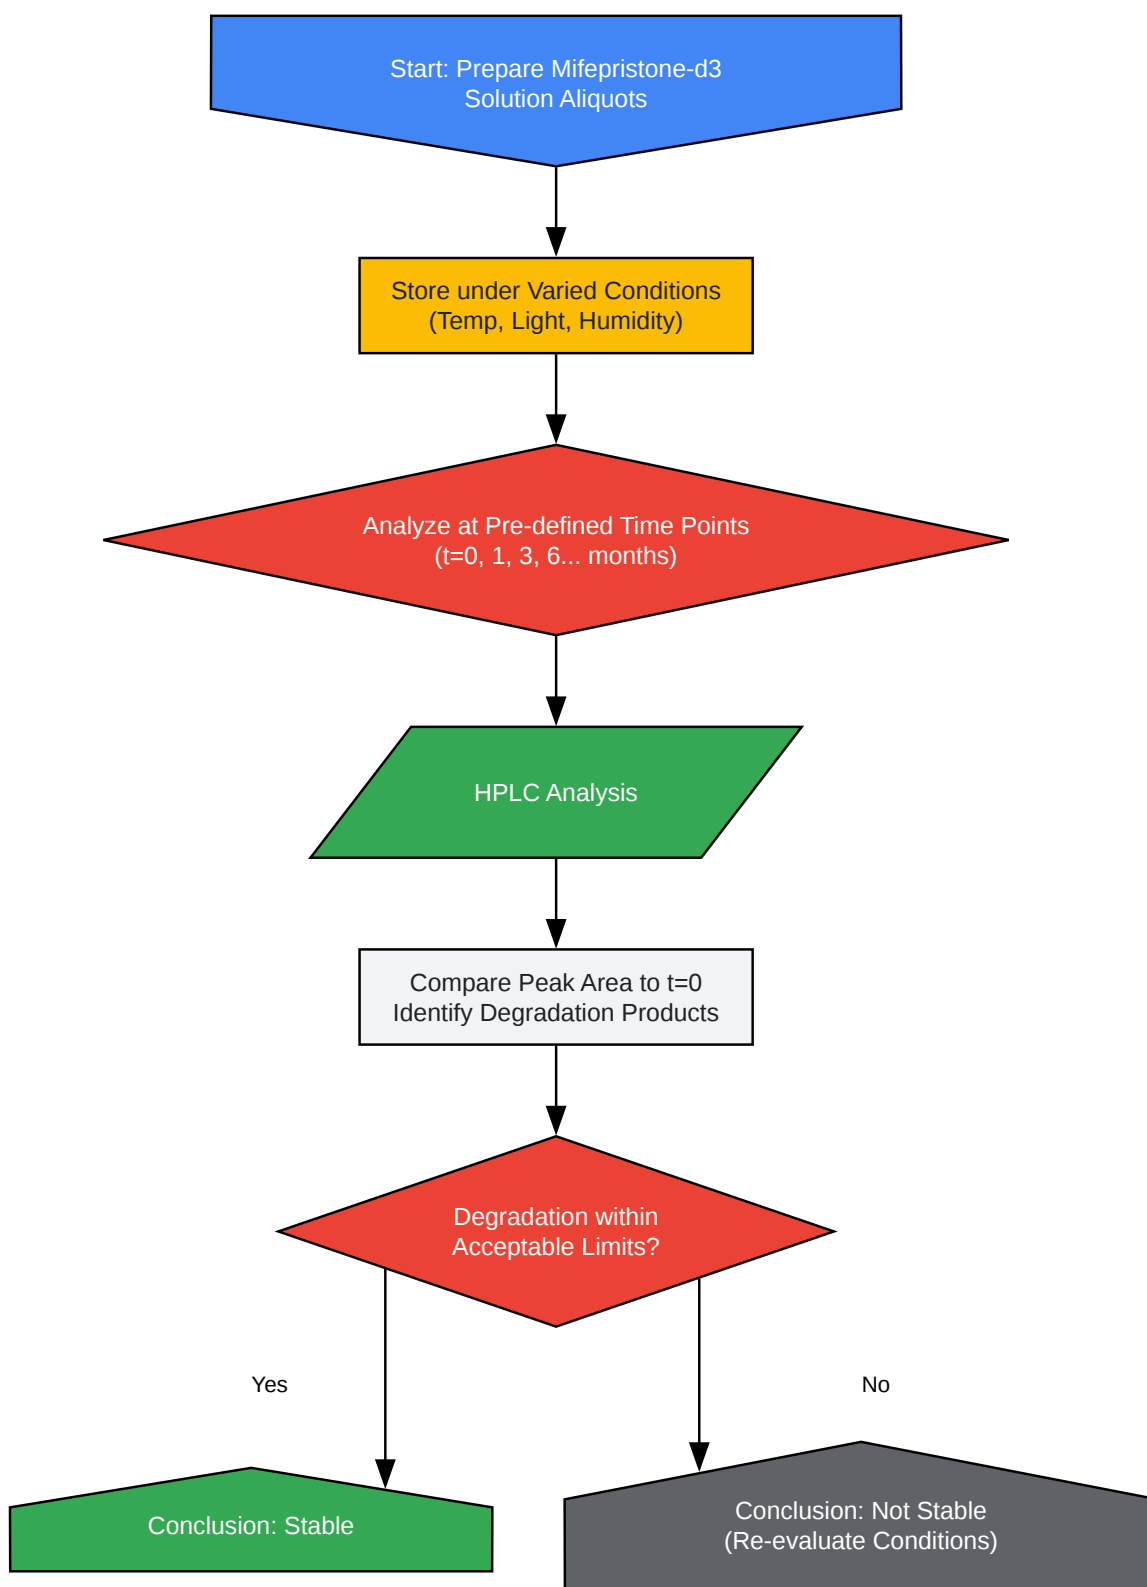 Start: Prepare Mifepristone-d3
Solution Aliquots
Store under Varied Conditions
(Temp, Light, Humidity)
Analyze at Pre-defined Time Points
(t=0, 1, 3, 6... months)
HPLC Analysis
Compare Peak Area to t=0
Identify Degradation Products
Degradation within
Acceptable Limits?
Yes
No
Conclusion: Stable
Conclusion: Not Stable
(Re-evaluate Conditions)